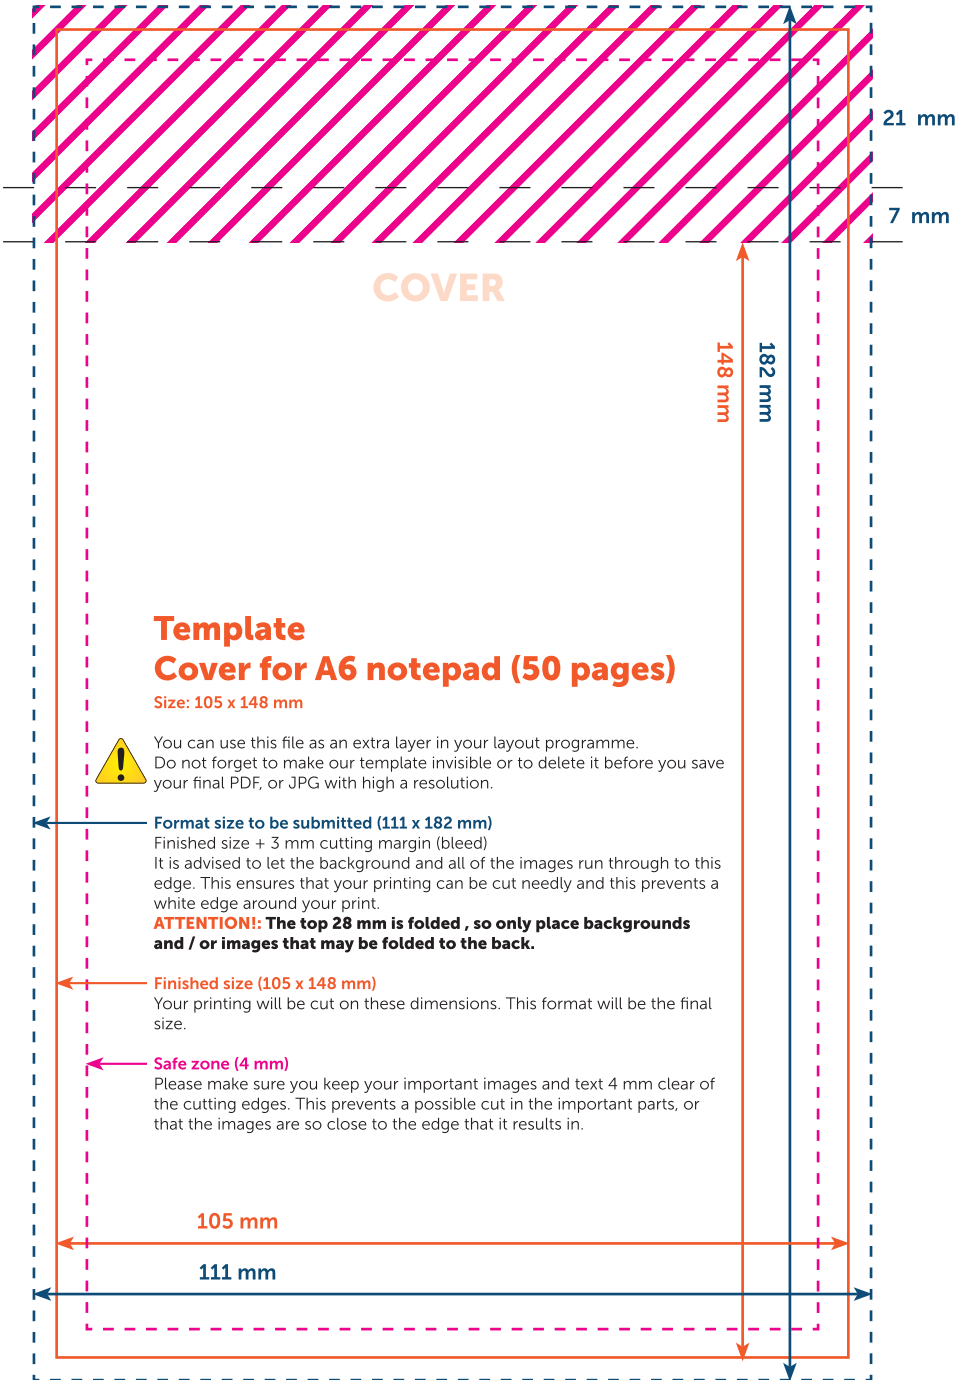 21 mm
7 mm
COVER
148 mm
182 mm
Template
Cover for A6 notepad (50 pages)
Size: 105 x 148 mm
You can use this file as an extra layer in your layout programme.
Do not forget to make our template invisible or to delete it before you save
your final PDF, or JPG with high a resolution.
Format size to be submitted (111 x 182 mm)
Finished size + 3 mm cutting margin (bleed)
It is advised to let the background and all of the images run through to this
edge. This ensures that your printing can be cut needly and this prevents a
white edge around your print.
ATTENTION!: The top 28 mm is folded , so only place backgrounds
and / or images that may be folded to the back.
Finished size (105 x 148 mm)
Your printing will be cut on these dimensions. This format will be the final
size.
Safe zone (4 mm)
Please make sure you keep your important images and text 4 mm clear of
the cutting edges. This prevents a possible cut in the important parts, or
that the images are so close to the edge that it results in.
105 mm
111 mm